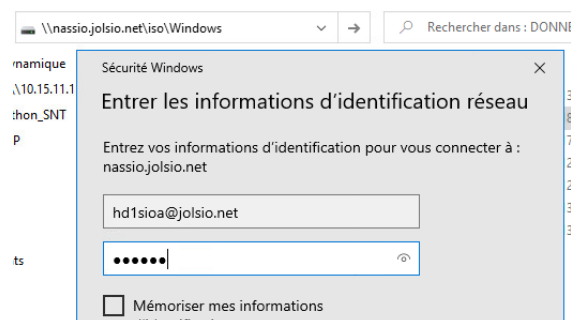 \\nassio.jolsio.net\iso\Windows
Rechercher dans : DONNE
namique
Sécurité Windows
\\10.15.11.1
Entrer les informations d'identification réseau
thon_SNT
P
Entrez vos informations d'identification pour vous connecter à :
nassio.jolsio.net
hd1sioa@jolsio.net
••••••
ts
Mémoriser mes informations